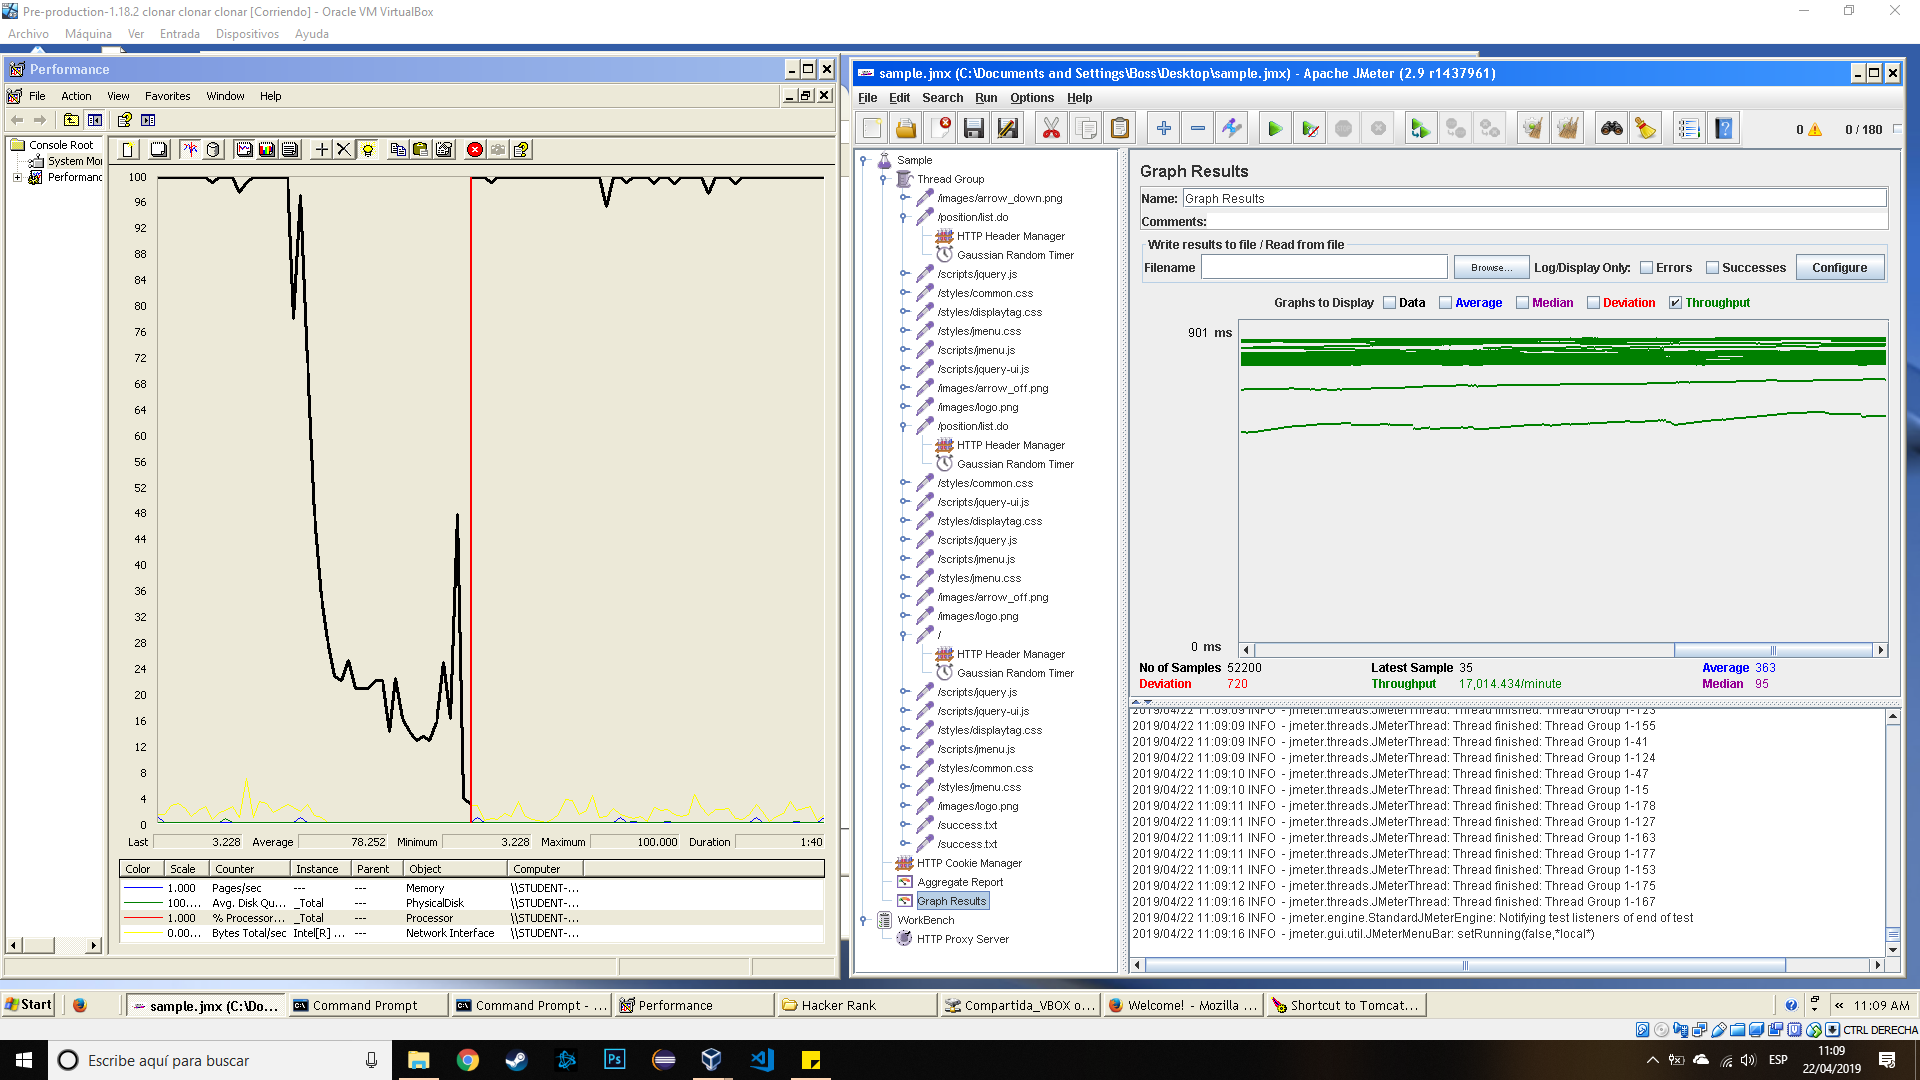 Pre-production-1.18.2 clonar clonar clonar [Corriendo] - Oracle VM VirtualBox
Archivo Máquina Ver Entrada Dispositivos Ayuda
Performance
File Action View Favorites Window Help
Console Root
System Mo
Performanc
100
96
92
88
84
80
76
72
68
64
60
56
52
48
44
40
36
32
28
24
20
16
12
8
4
0
Last 3.228 Average 78.252 Minimum 3.228 Maximum 100.000 Duration 1:40
Color Scale Counter Instance Parent Object Computer
1.000 Pages/sec --- --- Memory \\STUDENT-...
100.... Avg. Disk Qu... _Total --- PhysicalDisk \\STUDENT-...
1.000 % Processor... _Total --- Processor \\STUDENT-...
0.00... Bytes Total/sec Intel[R] ... --- Network Interface \\STUDENT-...
sample.jmx (C:\Documents and Settings\Boss\Desktop\sample.jmx) - Apache JMeter (2.9 r1437961)
File Edit Search Run Options Help
0 0 / 180
Sample
Thread Group
/images/arrow_down.png
/position/list.do
HTTP Header Manager
Gaussian Random Timer
/scripts/jquery.js
/styles/common.css
/styles/displaytag.css
/styles/jmenu.css
/scripts/jmenu.js
/scripts/jquery-ui.js
/images/arrow_off.png
/images/logo.png
/position/list.do
HTTP Header Manager
Gaussian Random Timer
/styles/common.css
/scripts/jquery-ui.js
/styles/displaytag.css
/scripts/jquery.js
/scripts/jmenu.js
/styles/jmenu.css
/images/arrow_off.png
/images/logo.png
/
HTTP Header Manager
Gaussian Random Timer
/scripts/jquery.js
/scripts/jquery-ui.js
/styles/displaytag.css
/scripts/jmenu.js
/styles/common.css
/styles/jmenu.css
/images/logo.png
/success.txt
/success.txt
HTTP Cookie Manager
Aggregate Report
Graph Results
WorkBench
HTTP Proxy Server
Graph Results
Name: Graph Results
Comments:
Write results to file / Read from file
Filename Browse... Log/Display Only: Errors Successes Configure
Graphs to Display Data Average Median Deviation Throughput
901 ms
0 ms
No of Samples 52200 Latest Sample 35 Average 363
Deviation 720 Throughput 17,014.434/minute Median 95
2019/04/22 11:09:09 INFO - jmeter.threads.JMeterThread: Thread finished: Thread Group 1-123
2019/04/22 11:09:09 INFO - jmeter.threads.JMeterThread: Thread finished: Thread Group 1-155
2019/04/22 11:09:09 INFO - jmeter.threads.JMeterThread: Thread finished: Thread Group 1-41
2019/04/22 11:09:09 INFO - jmeter.threads.JMeterThread: Thread finished: Thread Group 1-124
2019/04/22 11:09:10 INFO - jmeter.threads.JMeterThread: Thread finished: Thread Group 1-47
2019/04/22 11:09:10 INFO - jmeter.threads.JMeterThread: Thread finished: Thread Group 1-15
2019/04/22 11:09:11 INFO - jmeter.threads.JMeterThread: Thread finished: Thread Group 1-178
2019/04/22 11:09:11 INFO - jmeter.threads.JMeterThread: Thread finished: Thread Group 1-127
2019/04/22 11:09:11 INFO - jmeter.threads.JMeterThread: Thread finished: Thread Group 1-163
2019/04/22 11:09:11 INFO - jmeter.threads.JMeterThread: Thread finished: Thread Group 1-177
2019/04/22 11:09:11 INFO - jmeter.threads.JMeterThread: Thread finished: Thread Group 1-153
2019/04/22 11:09:12 INFO - jmeter.threads.JMeterThread: Thread finished: Thread Group 1-175
2019/04/22 11:09:16 INFO - jmeter.threads.JMeterThread: Thread finished: Thread Group 1-167
2019/04/22 11:09:16 INFO - jmeter.engine.StandardJMeterEngine: Notifying test listeners of end of test
2019/04/22 11:09:16 INFO - jmeter.gui.util.JMeterMenuBar: setRunning(false,*local*)
Start sample.jmx (C:\Do... Command Prompt Command Prompt - ... Performance Hacker Rank Compartida_VBOX o... Welcome! - Mozilla ... Shortcut to Tomcat... « 11:09 AM
CTRL DERECHA
Escribe aquí para buscar
Ps
ESP
11:09
22/04/2019